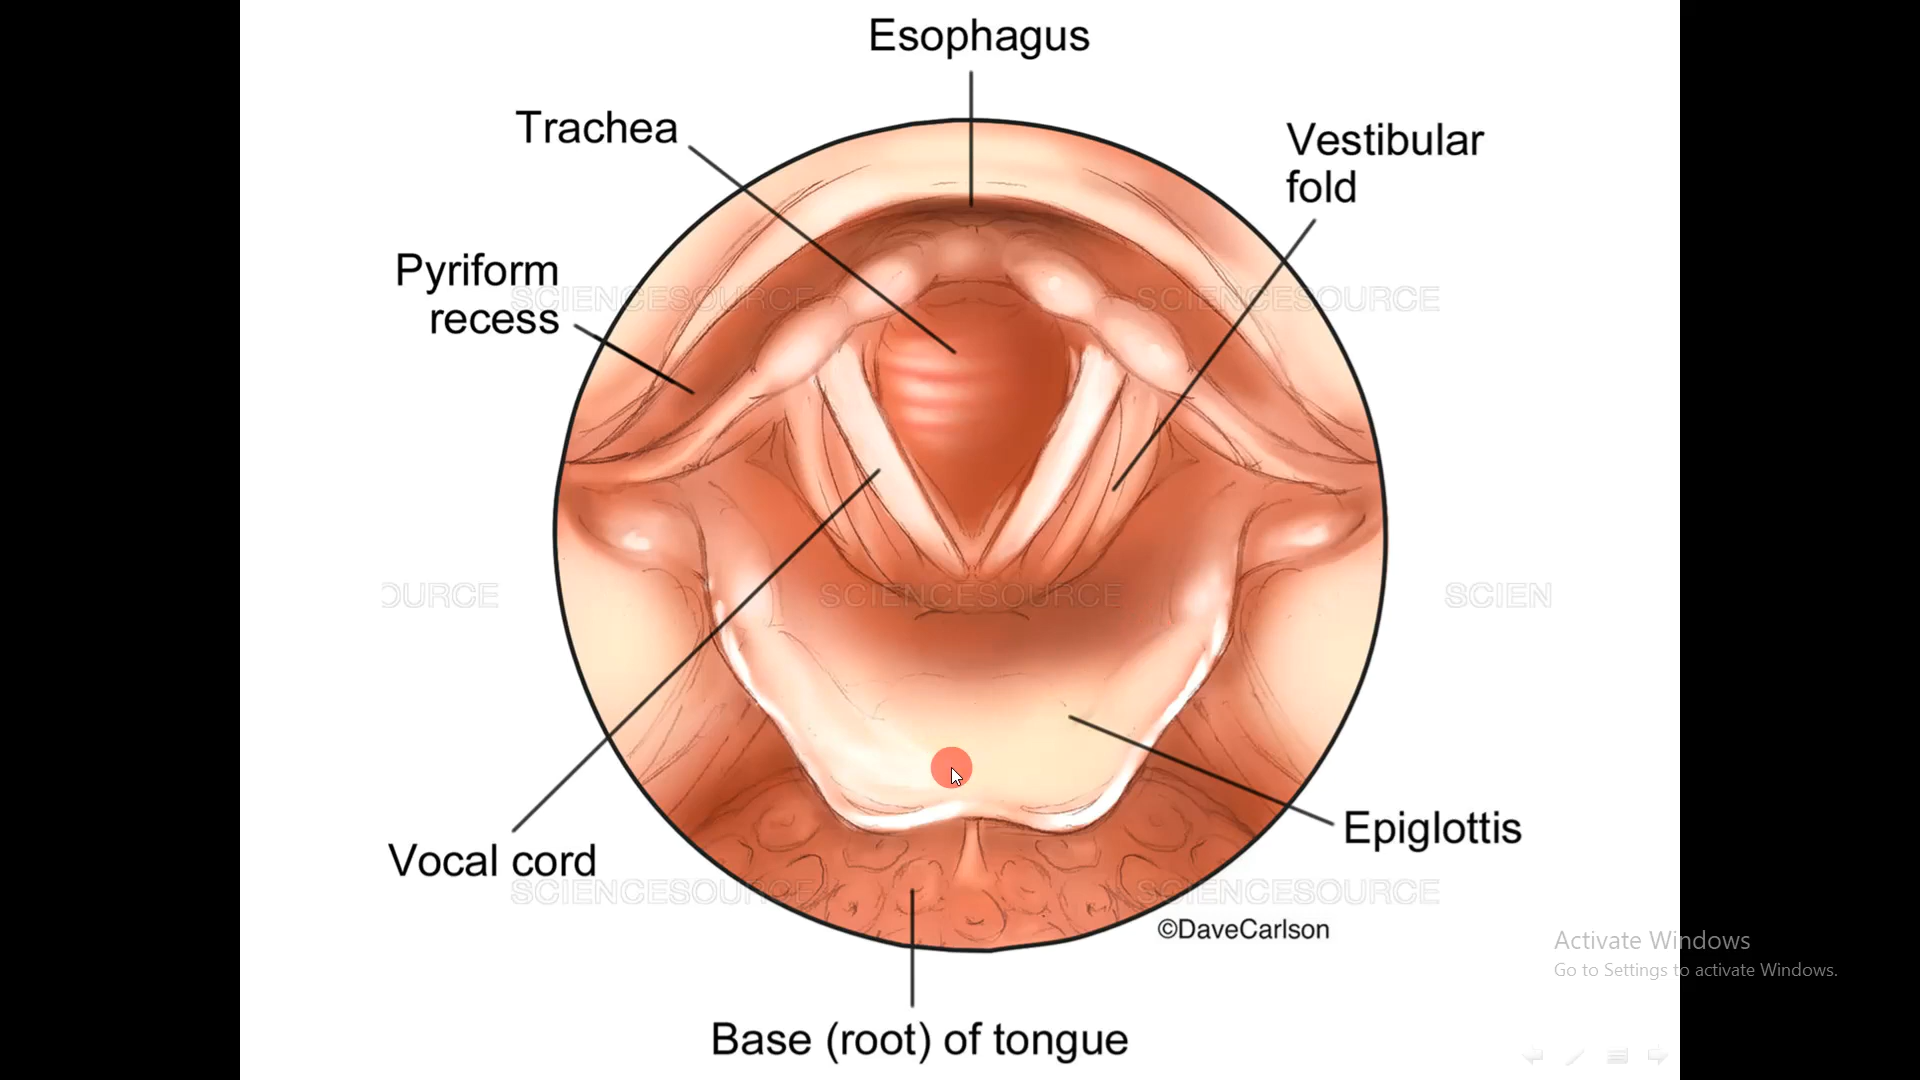 Esophagus
Trachea
Vestibular
fold
Pyriform
recess
SCIENCESOURCE
SCIENCESOURCE
OURCE
SCIENCESOURCE
SCIEN
Epiglottis
Vocal cord
SCIENCESOURCE
SCIENCESOURCE
©DaveCarlson
Activate Windows
Go to Settings to activate Windows.
Base (root) of tongue